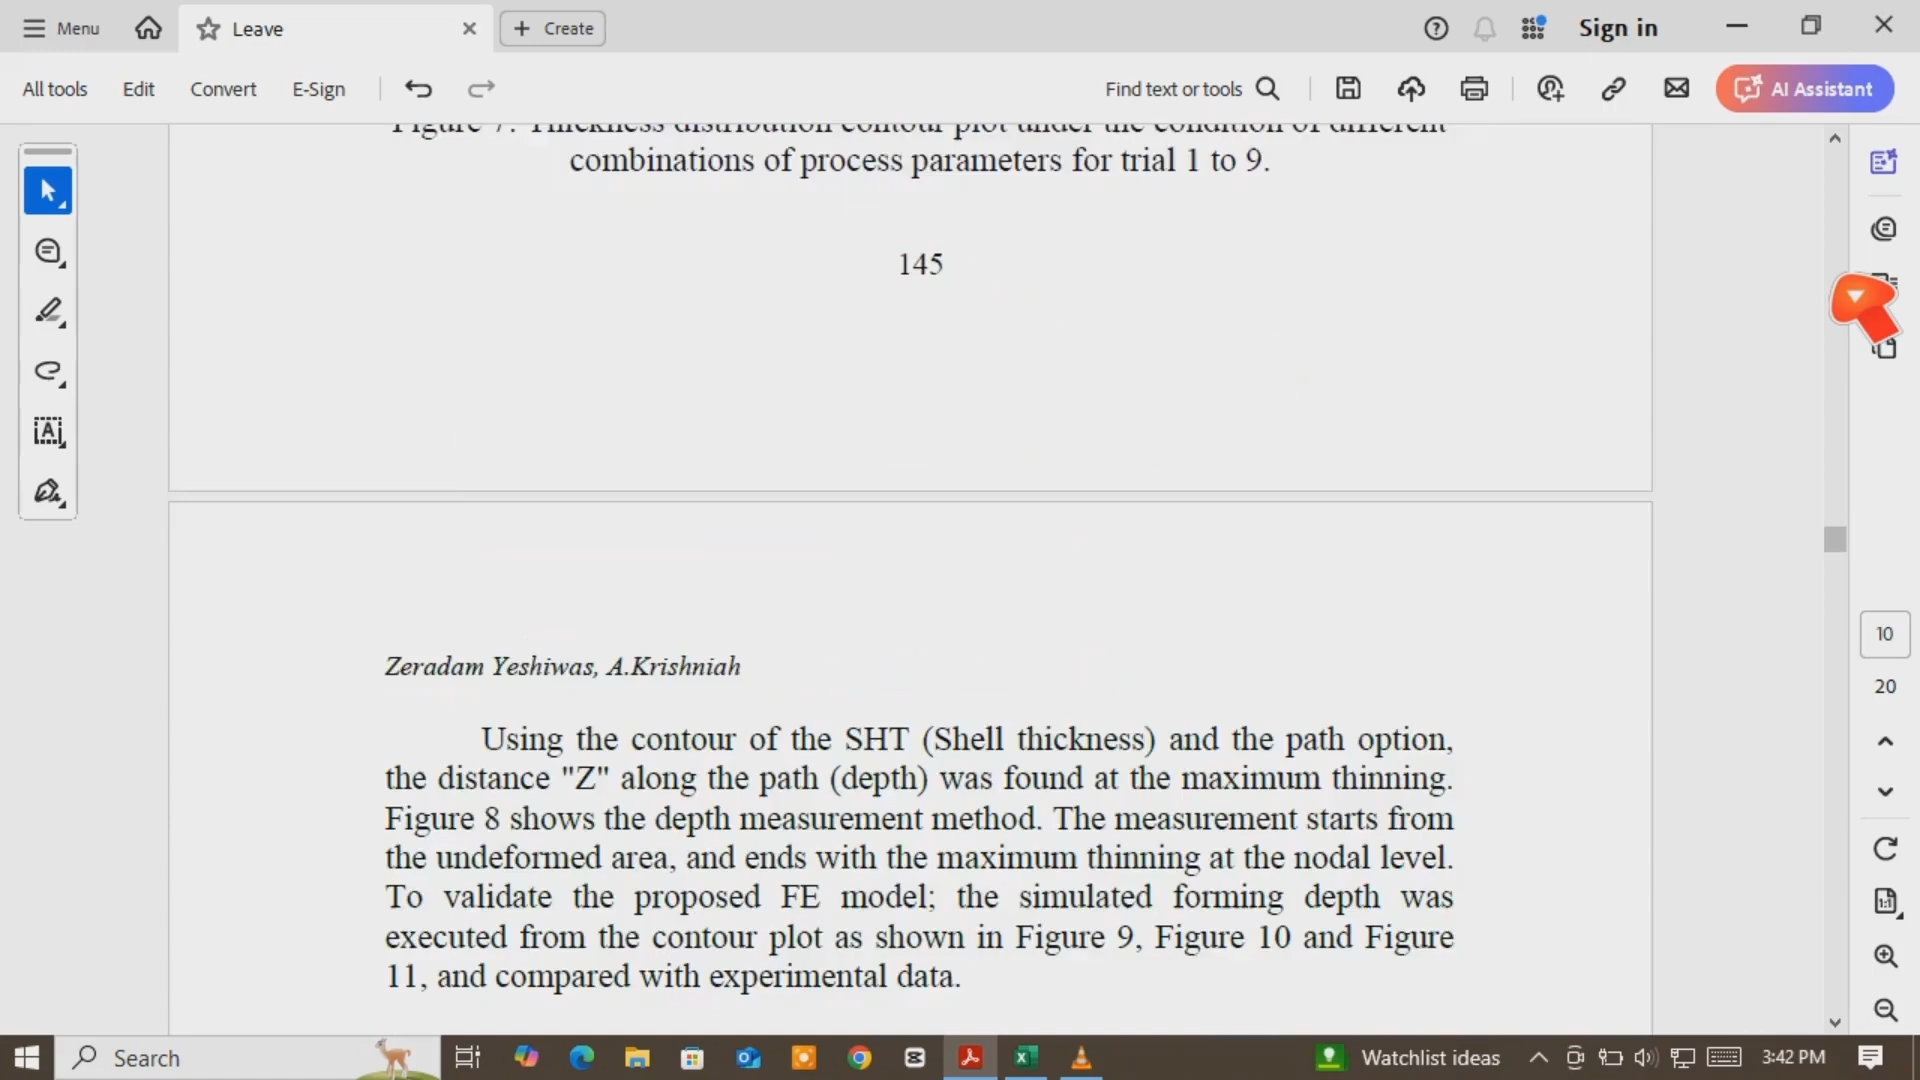 Menu
Leave
Create
Sign in
All tools
Edit
Convert
E-Sign
Find text or tools
AI Assistant
Figure 7. Thickness distribution contour plot under the condition of different
combinations of process parameters for trial 1 to 9.
145
Zeradam Yeshiwas, A.Krishniah
Using the contour of the SHT (Shell thickness) and the path option,
the distance "Z" along the path (depth) was found at the maximum thinning.
Figure 8 shows the depth measurement method. The measurement starts from
the undeformed area, and ends with the maximum thinning at the nodal level.
To validate the proposed FE model; the simulated forming depth was
executed from the contour plot as shown in Figure 9, Figure 10 and Figure
11, and compared with experimental data.
10
20
1:1
Search
Watchlist ideas
3:42 PM